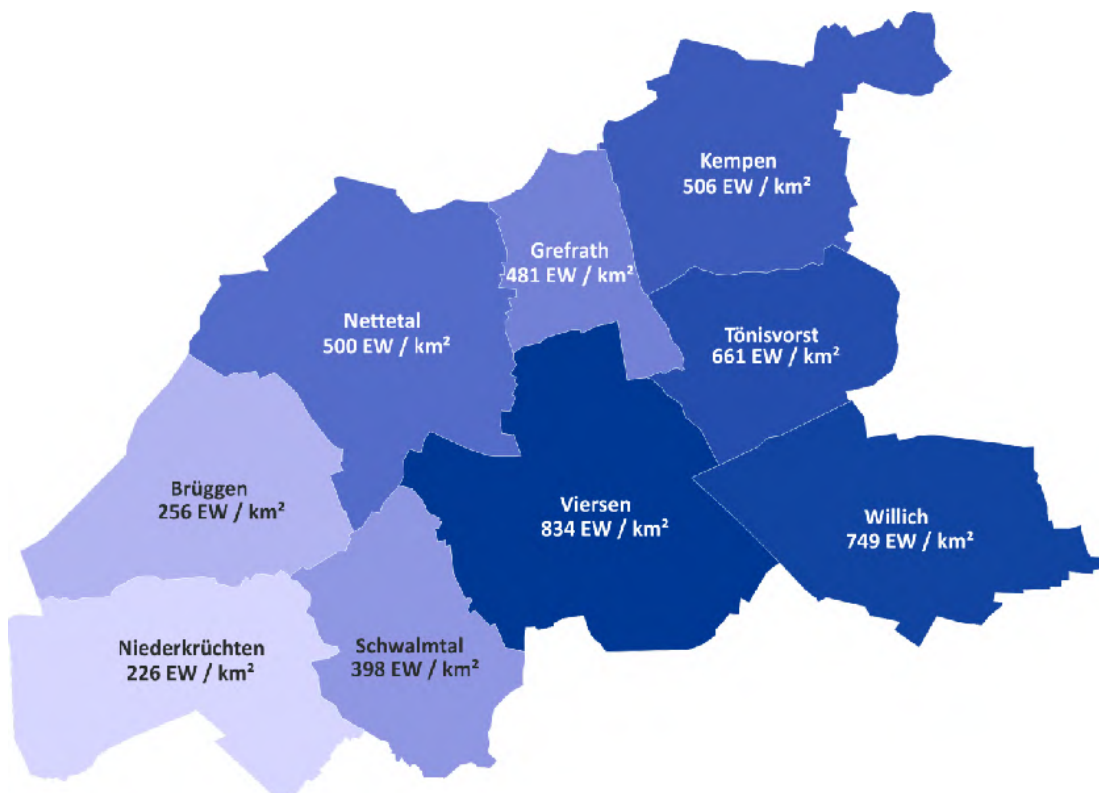 Kempen
506 EW / km²
Grefrath
481 EW / km²
Nettetal
500 EW / km²
Tönisvorst
661 EW / km²
Brüggen
256 EW / km²
Viersen
834 EW / km²
Willich
749 EW / km²
Niederkrüchten
226 EW / km²
Schwalmtal
398 EW / km²